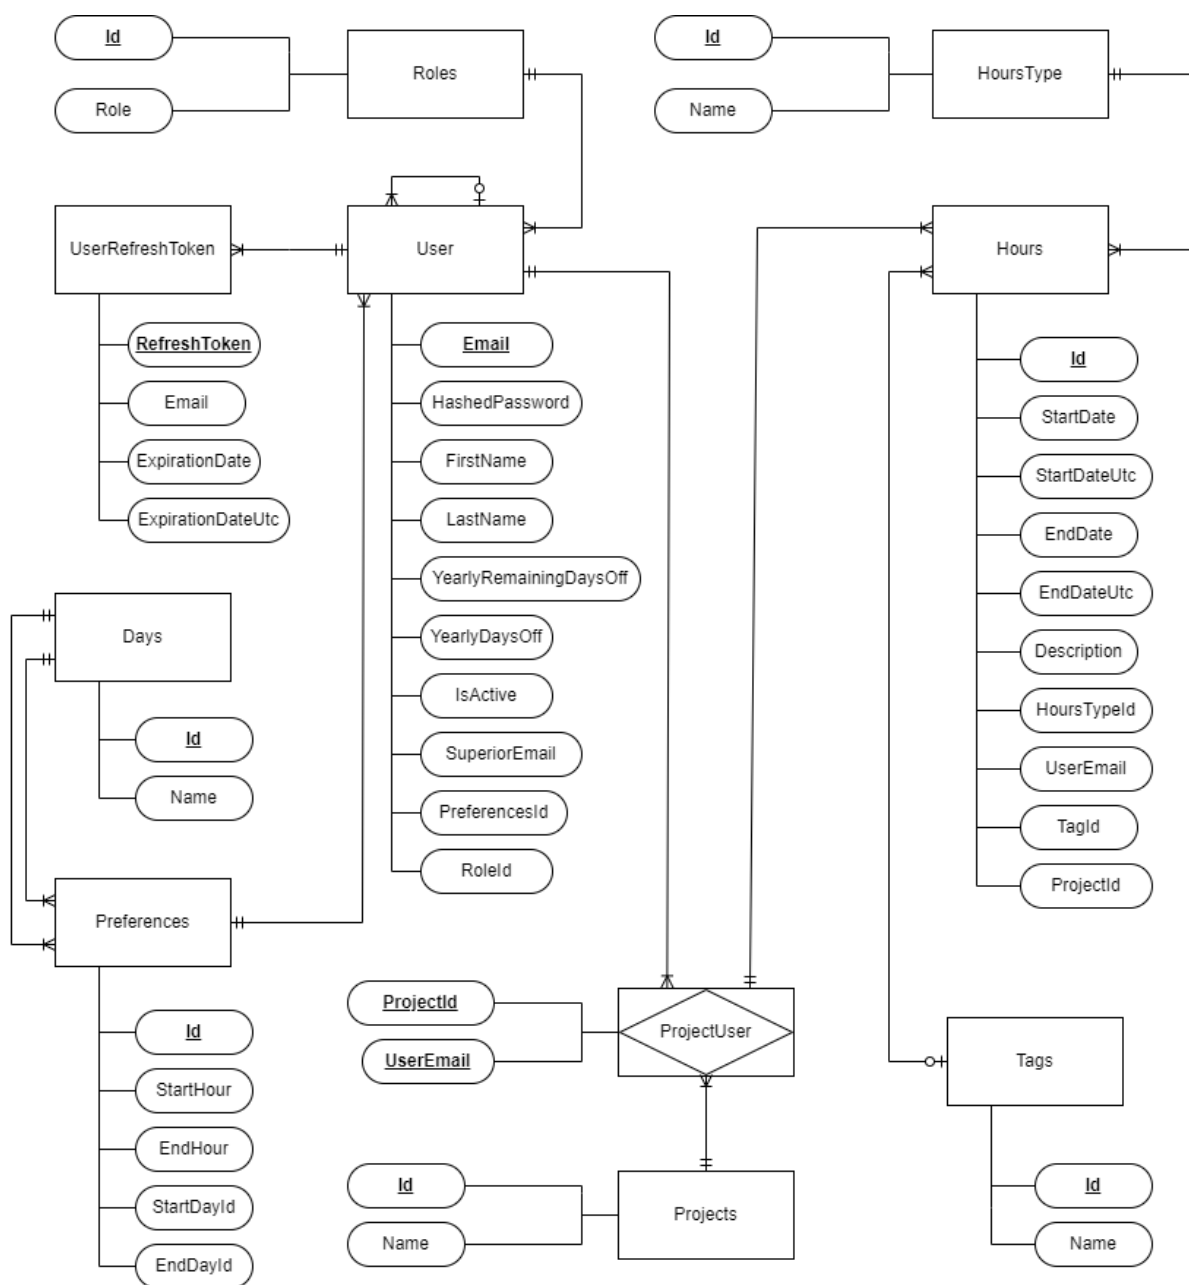 Id
Role
Roles
Id
Name
HoursType
UserRefreshToken
RefreshToken
Email
ExpirationDate
ExpirationDateUtc
User
Email
HashedPassword
FirstName
LastName
YearlyRemainingDaysOff
YearlyDaysOff
IsActive
SuperiorEmail
PreferencesId
RoleId
Hours
Id
StartDate
StartDateUtc
EndDate
EndDateUtc
Description
HoursTypeId
UserEmail
TagId
ProjectId
Days
Id
Name
Preferences
Id
StartHour
EndHour
StartDayId
EndDayId
ProjectId
UserEmail
ProjectUser
Id
Name
Projects
Tags
Id
Name